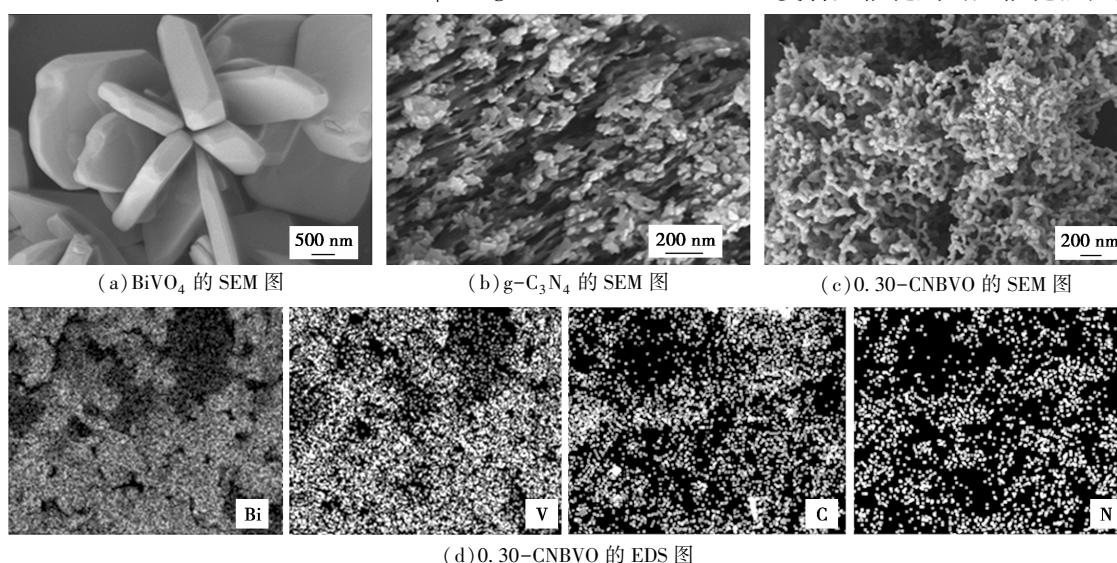 500 nm
200 nm
200 nm
(a)BiVO₄ 的 SEM 图
(b)g-C₃N₄ 的 SEM 图
(c)0. 30-CNBVO 的 SEM 图
Bi
V
C
N
(d)0. 30-CNBVO 的 EDS 图